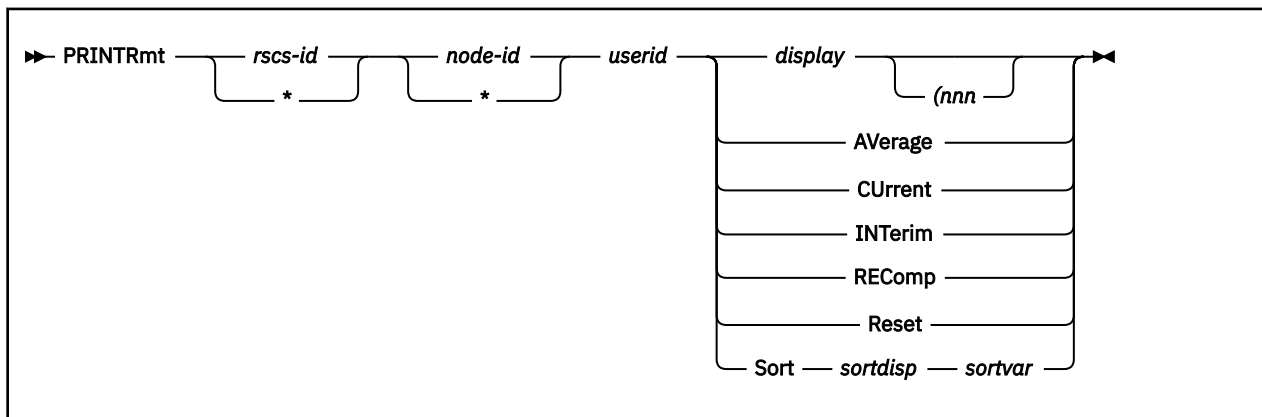 PRINTRmt rscs-id node-id userid display
* * (nnn
AVerage
CUrrent
INTerim
REComp
Reset
Sort sortdisp sortvar